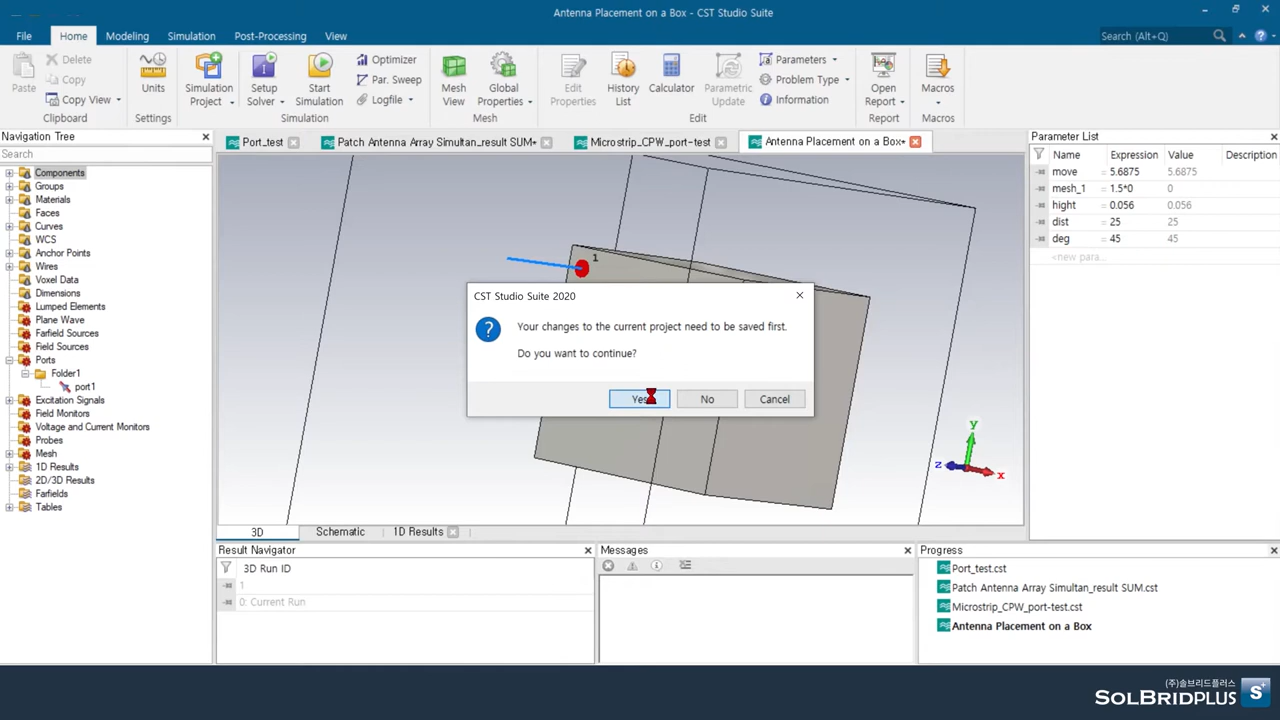 Antenna Placement on a Box - CST Studio Suite
File
Home
Modeling
Simulation
Post-Processing
View
Search (Alt+Q)
Paste
Delete
Copy
Copy View
Clipboard
Units
Settings
Simulation
Project
Setup
Solver
Start
Simulation
Optimizer
Par. Sweep
Logfile
Simulation
Mesh
View
Global
Properties
Mesh
Edit
Properties
History
List
Calculator
Parametric
Update
Parameters
Problem Type
Information
Edit
Open
Report
Report
Macros
Macros
Navigation Tree
Search
Components
Groups
Materials
Faces
Curves
WCS
Anchor Points
Wires
Voxel Data
Dimensions
Lumped Elements
Plane Wave
Farfield Sources
Field Sources
Ports
Folder1
port1
Excitation Signals
Field Monitors
Voltage and Current Monitors
Probes
Mesh
1D Results
2D/3D Results
Farfields
Tables
Port_test
Patch Antenna Array Simultan_result SUM*
Microstrip_CPW_port-test
Antenna Placement on a Box*
1
CST Studio Suite 2020
Your changes to the current project need to be saved first.
Do you want to continue?
Yes
No
Cancel
y
z
x
3D
Schematic
1D Results
Parameter List
Name Expression Value Description
move = 5.6875 5.6875
mesh_1 = 1.5*0 0
hight = 0.056 0.056
dist = 25 25
deg = 45 45
<new para...
Result Navigator
3D Run ID
1
0: Current Run
Messages
Progress
Port_test.cst
Patch Antenna Array Simultan_result SUM.cst
Microstrip_CPW_port-test.cst
Antenna Placement on a Box
(주)솔브리드플러스
SOLBRIDPLUS
S+